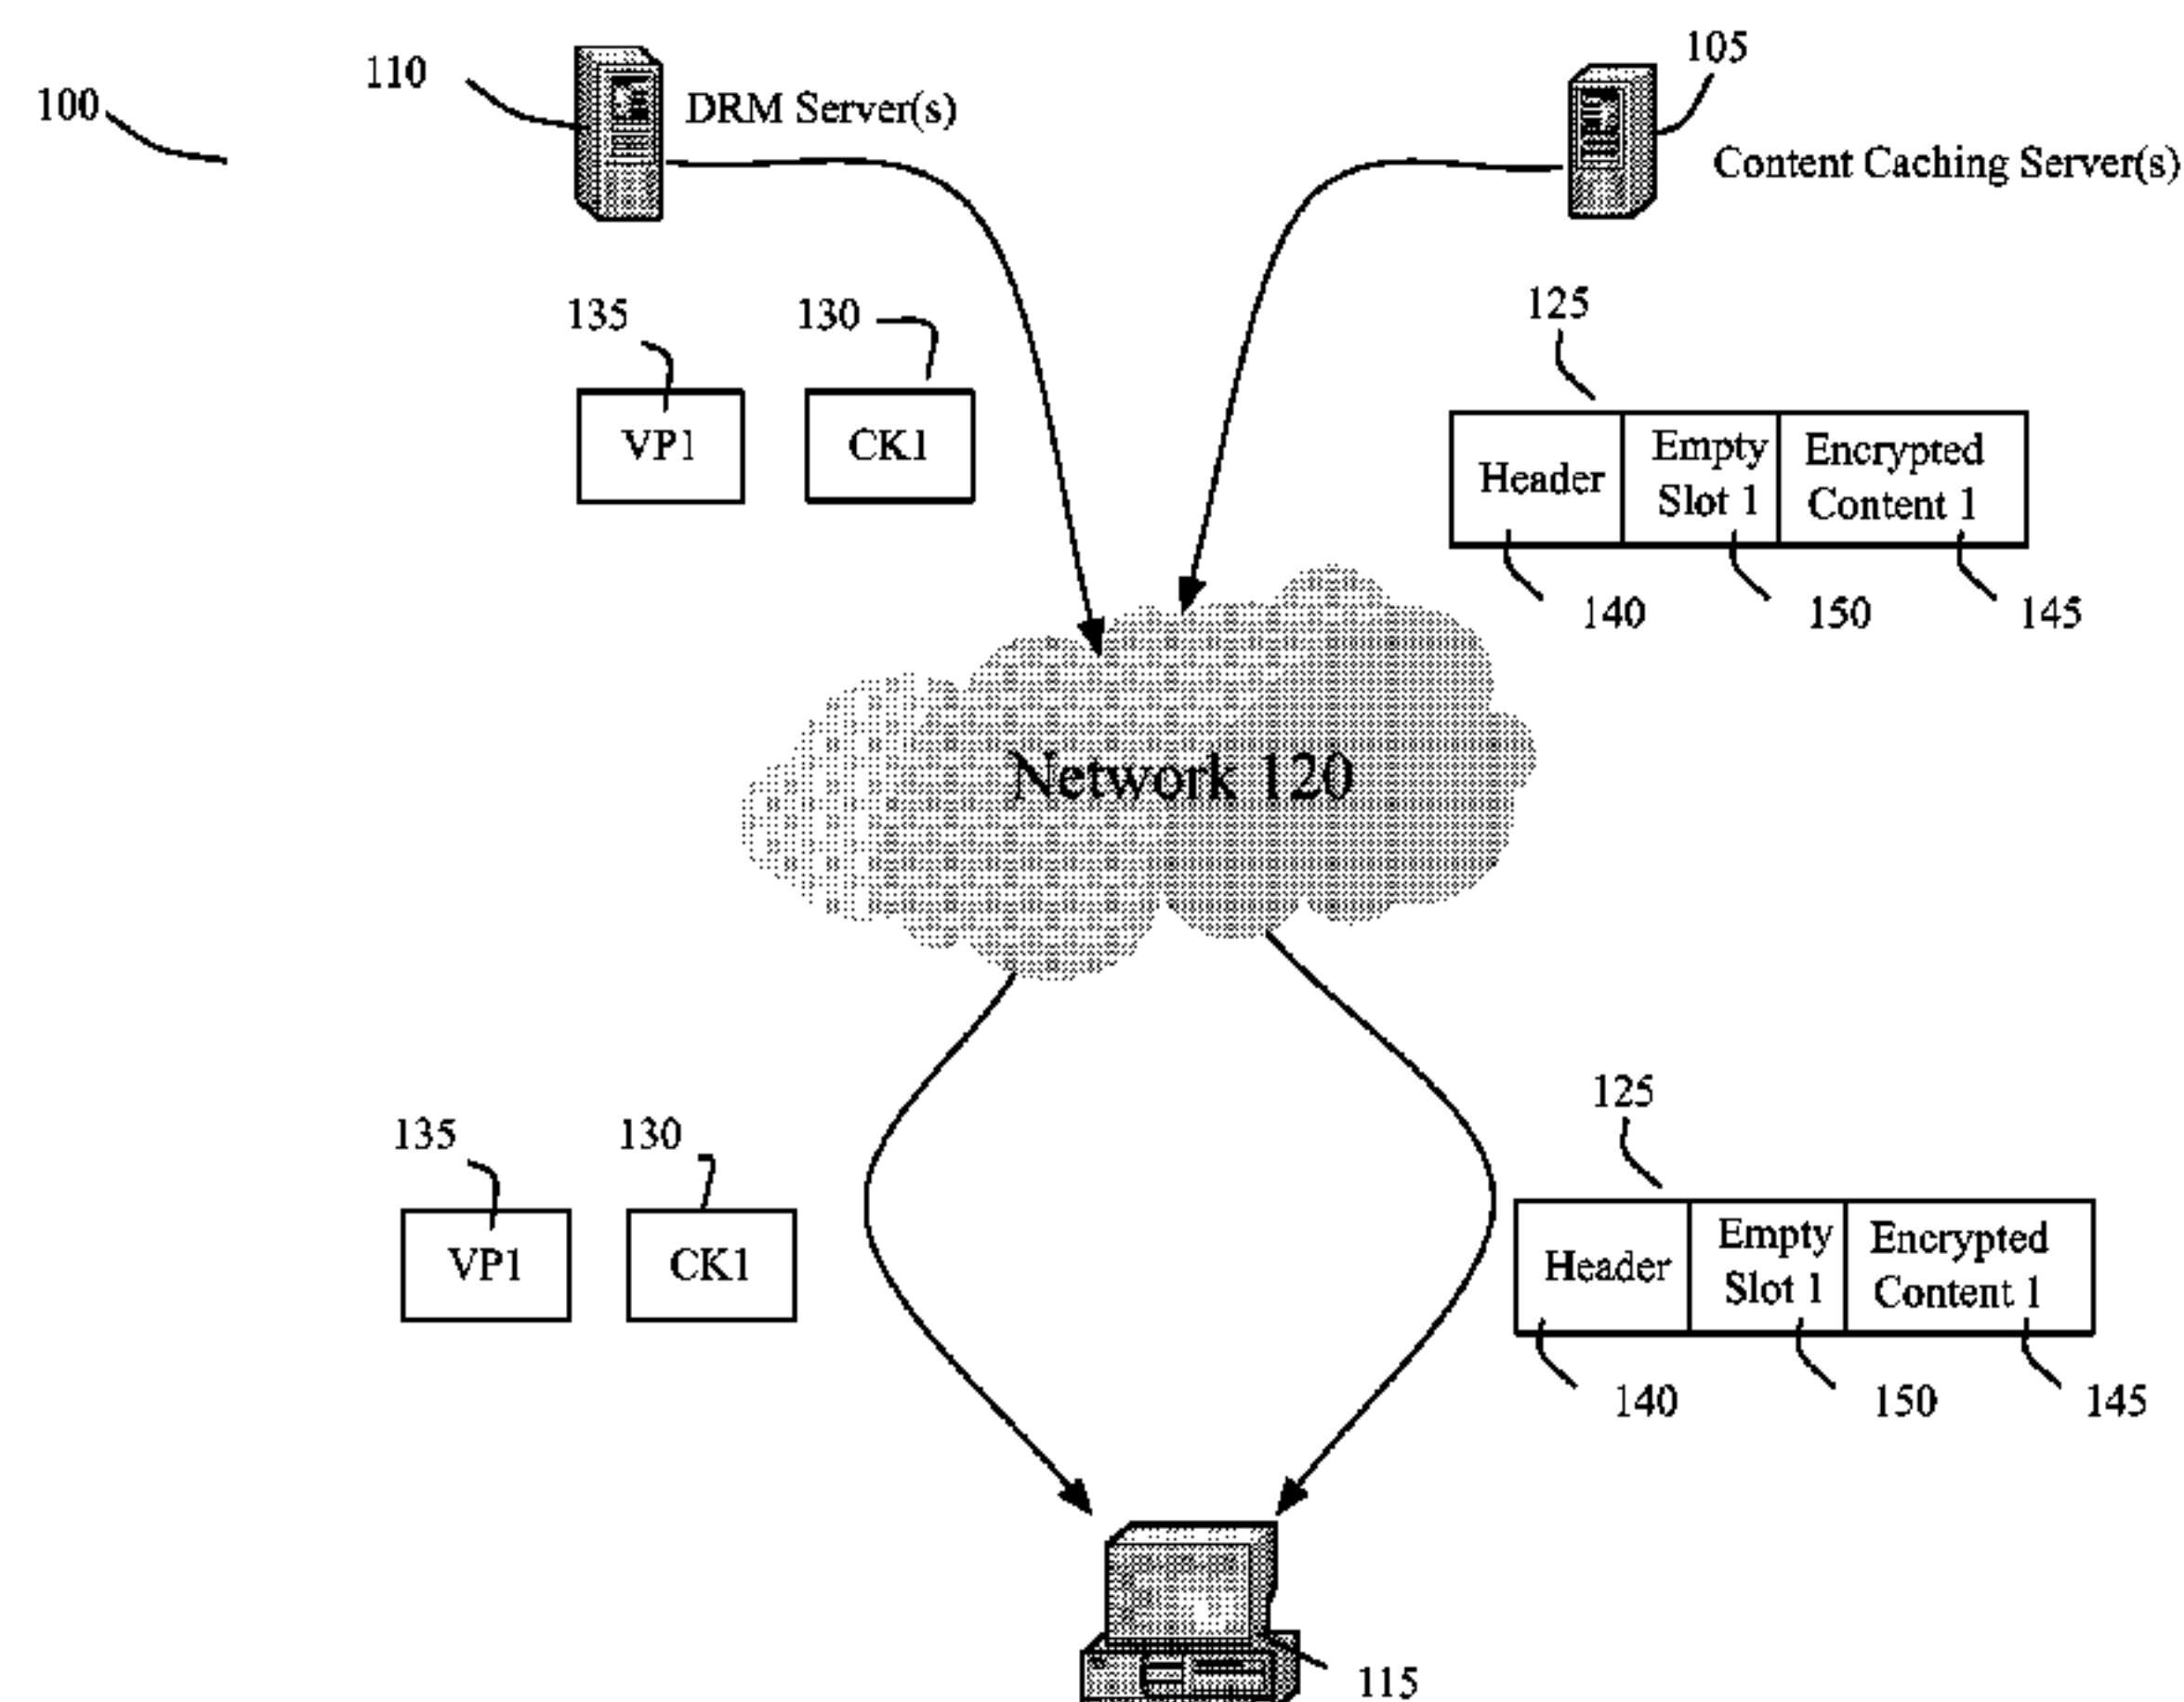 100
110
DRM Server(s)
105
Content Caching Server(s)
135
130
VP1
CK1
125
Header
Empty
Slot 1
Encrypted
Content 1
140
150
145
Network 120
135
130
VP1
CK1
125
Header
Empty
Slot 1
Encrypted
Content 1
140
150
145
115